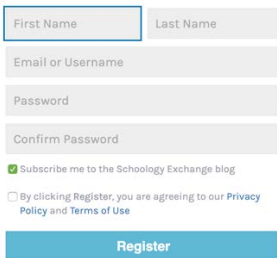 First Name Last Name
Email or Username
Password
Confirm Password
Subscribe me to the Schoology Exchange blog
By clicking Register, you are agreeing to our Privacy
Policy and Terms of Use
Register